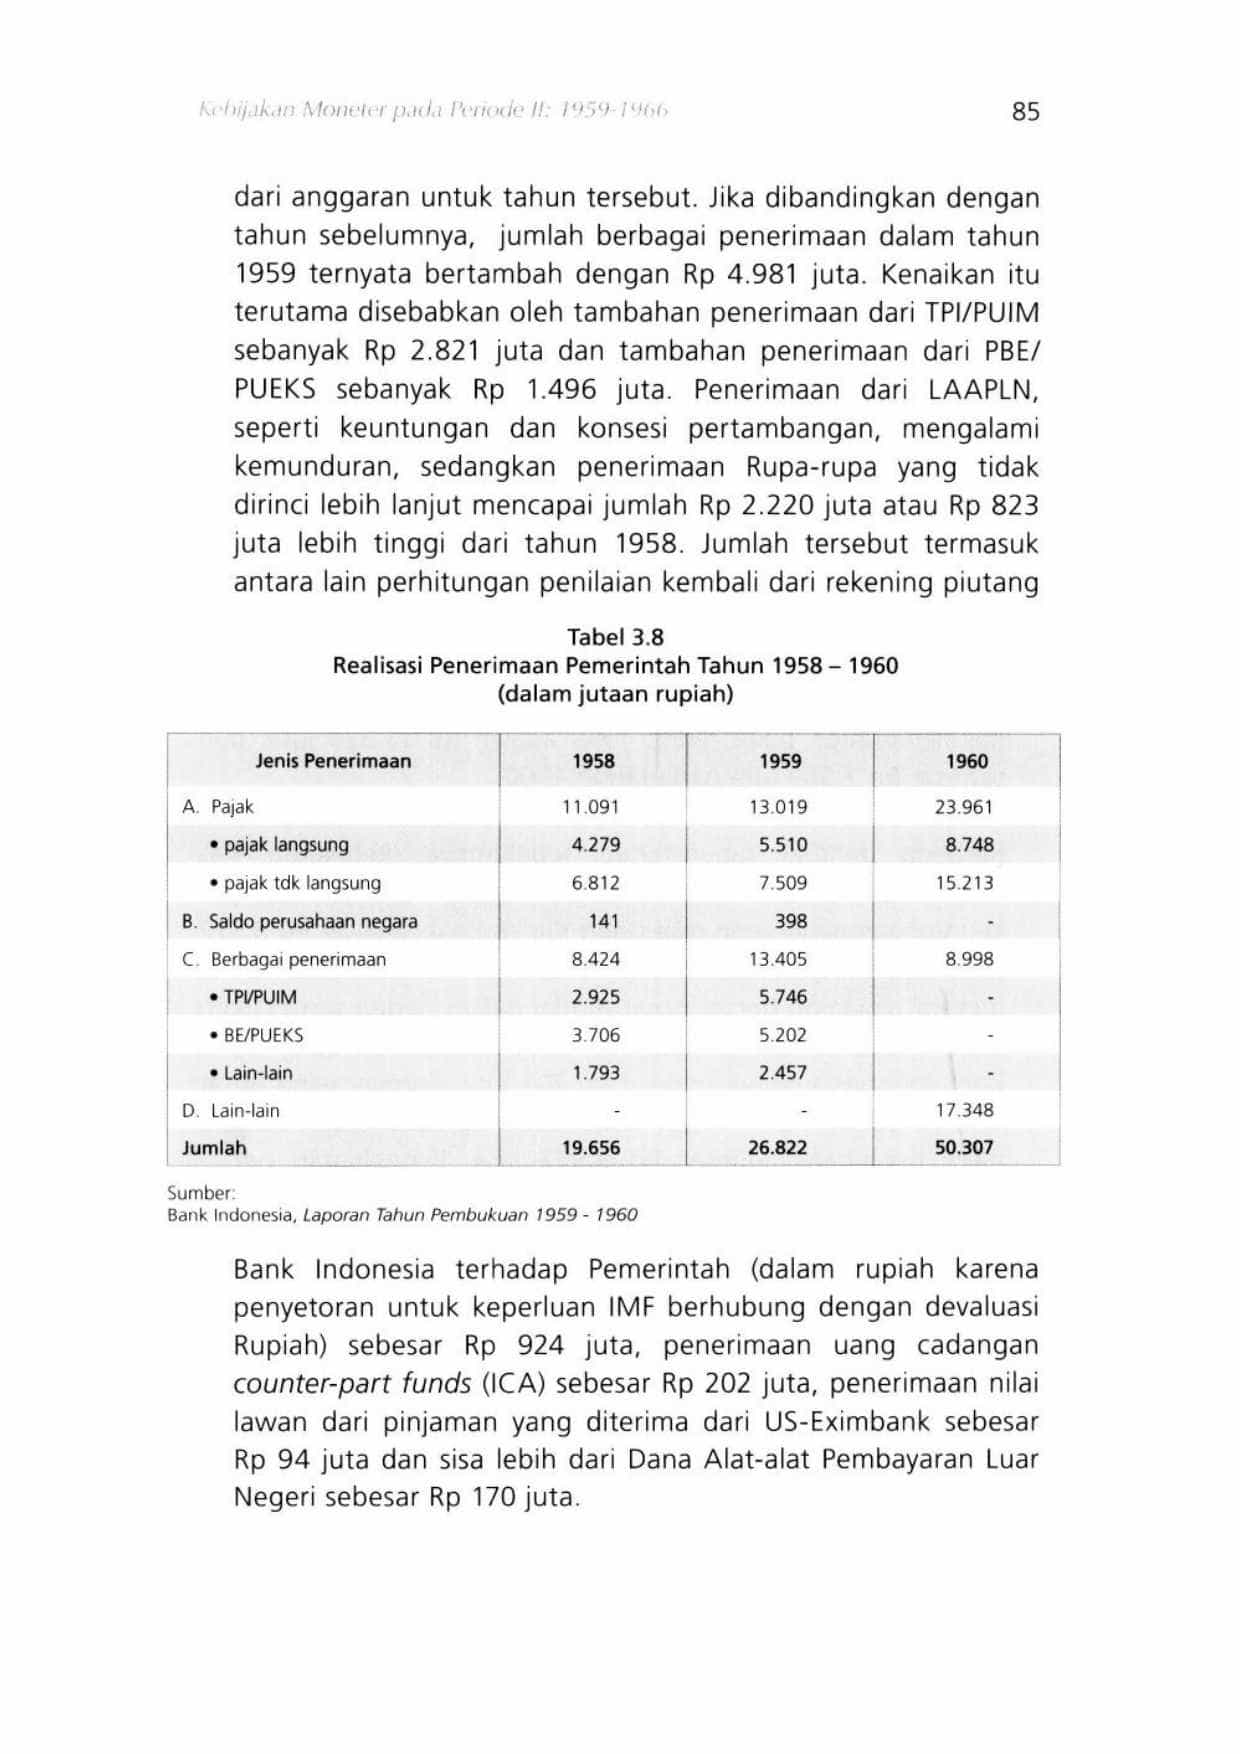 Kebijakan Moneter pada Periode II: 1959-1966 85
dari anggaran untuk tahun tersebut. Jika dibandingkan dengan
tahun sebelumnya, jumlah berbagai penerimaan dalam tahun
1959 ternyata bertambah dengan Rp 4.981 juta. Kenaikan itu
terutama disebabkan oleh tambahan penerimaan dari TPI/PUIM
sebanyak Rp 2.821 juta dan tambahan penerimaan dari PBE/
PUEKS sebanyak Rp 1.496 juta. Penerimaan dari LAAPLN,
seperti keuntungan dan konsesi pertambangan, mengalami
kemunduran, sedangkan penerimaan Rupa-rupa yang tidak
dirinci lebih lanjut mencapai jumlah Rp 2.220 juta atau Rp 823
juta lebih tinggi dari tahun 1958. Jumlah tersebut termasuk
antara lain perhitungan penilaian kembali dari rekening piutang
Tabel 3.8
Realisasi Penerimaan Pemerintah Tahun 1958 – 1960
(dalam jutaan rupiah)
Jenis Penerimaan 1958 1959 1960
A. Pajak 11.091 13.019 23.961
• pajak langsung 4.279 5.510 8.748
• pajak tdk langsung 6.812 7.509 15.213
B. Saldo perusahaan negara 141 398 -
C. Berbagai penerimaan 8.424 13.405 8.998
• TPI/PUIM 2.925 5.746 -
• BE/PUEKS 3.706 5.202 -
• Lain-lain 1.793 2.457 -
D. Lain-lain - - 17.348
Jumlah 19.656 26.822 50.307
Sumber:
Bank Indonesia, Laporan Tahun Pembukuan 1959 - 1960
Bank Indonesia terhadap Pemerintah (dalam rupiah karena
penyetoran untuk keperluan IMF berhubung dengan devaluasi
Rupiah) sebesar Rp 924 juta, penerimaan uang cadangan
counter-part funds (ICA) sebesar Rp 202 juta, penerimaan nilai
lawan dari pinjaman yang diterima dari US-Eximbank sebesar
Rp 94 juta dan sisa lebih dari Dana Alat-alat Pembayaran Luar
Negeri sebesar Rp 170 juta.